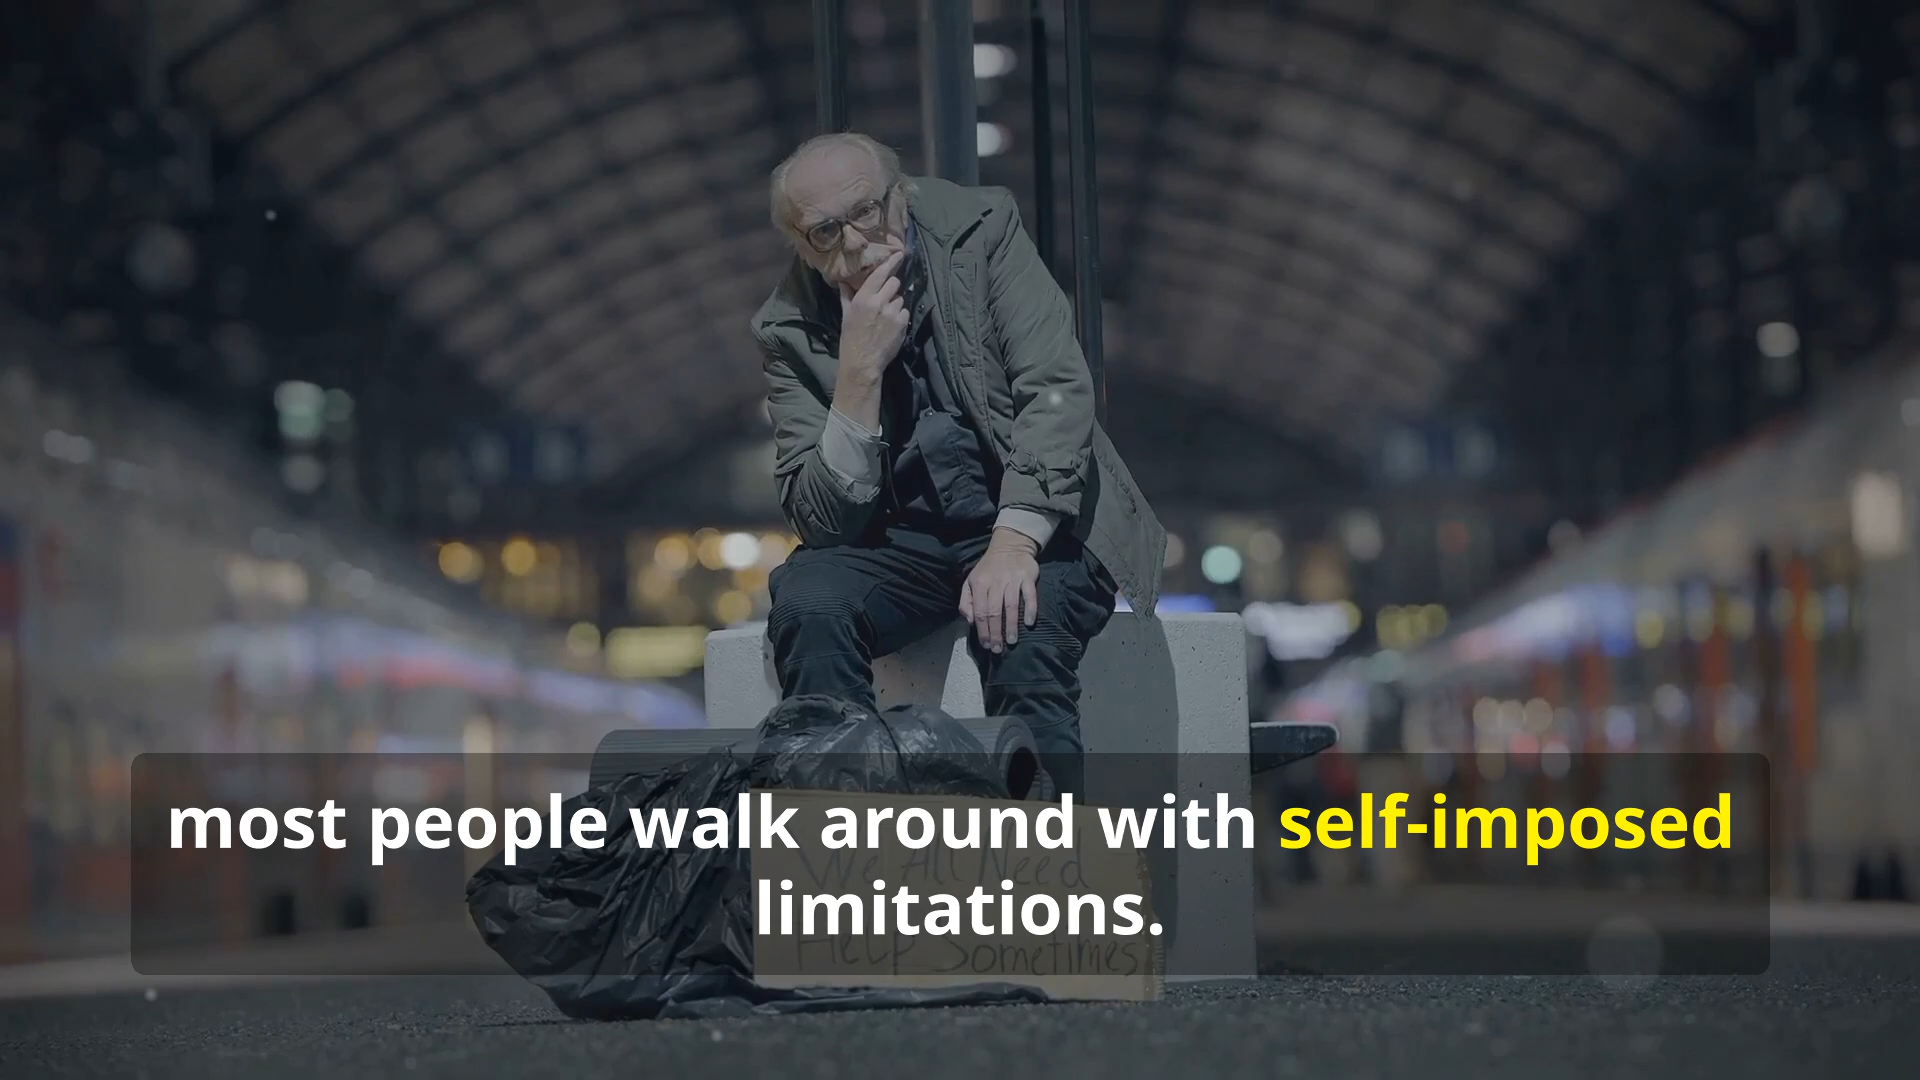 most people walk around with self-imposed
limitations.
We All Need
Help Sometimes